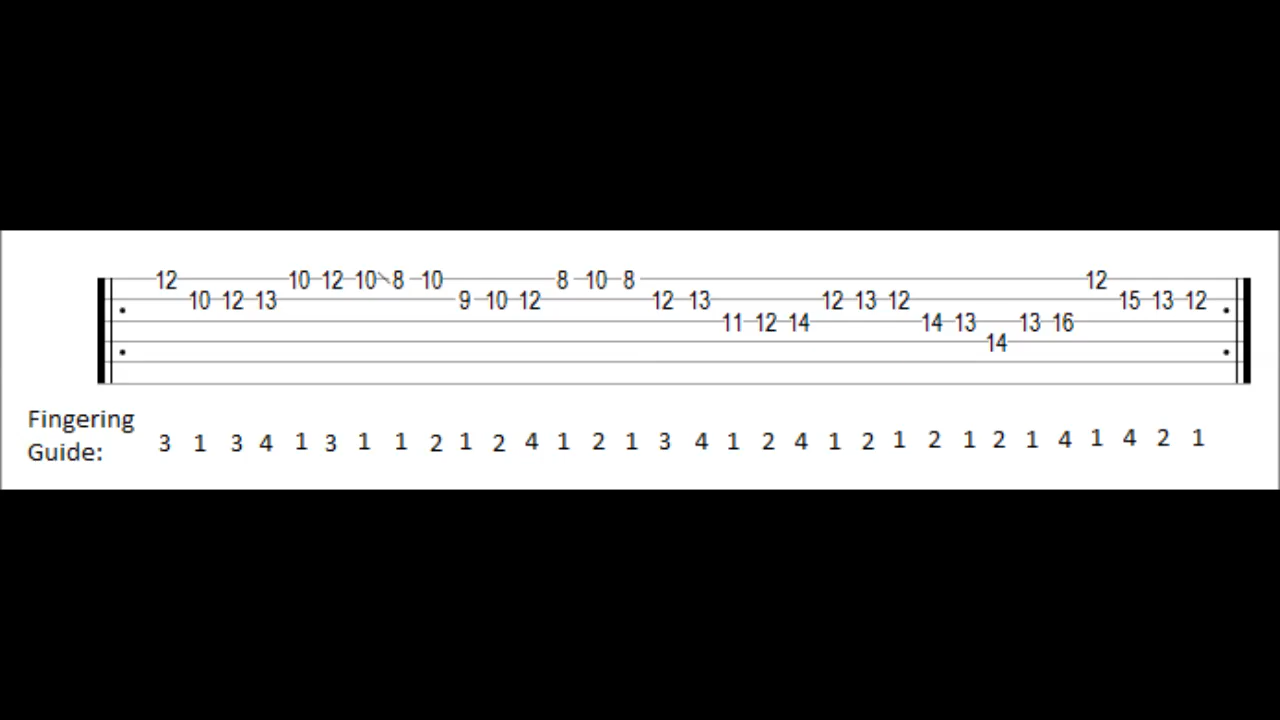 12 10 12 10 8 10 8 10 8 12
10 12 13 9 10 12 12 13 12 13 12 15 13 12
11 12 14 14 13 13 16
14
Fingering
Guide: 3 1 3 4 1 3 1 1 2 1 2 4 1 2 1 3 4 1 2 4 1 2 1 2 1 2 1 4 1 4 2 1